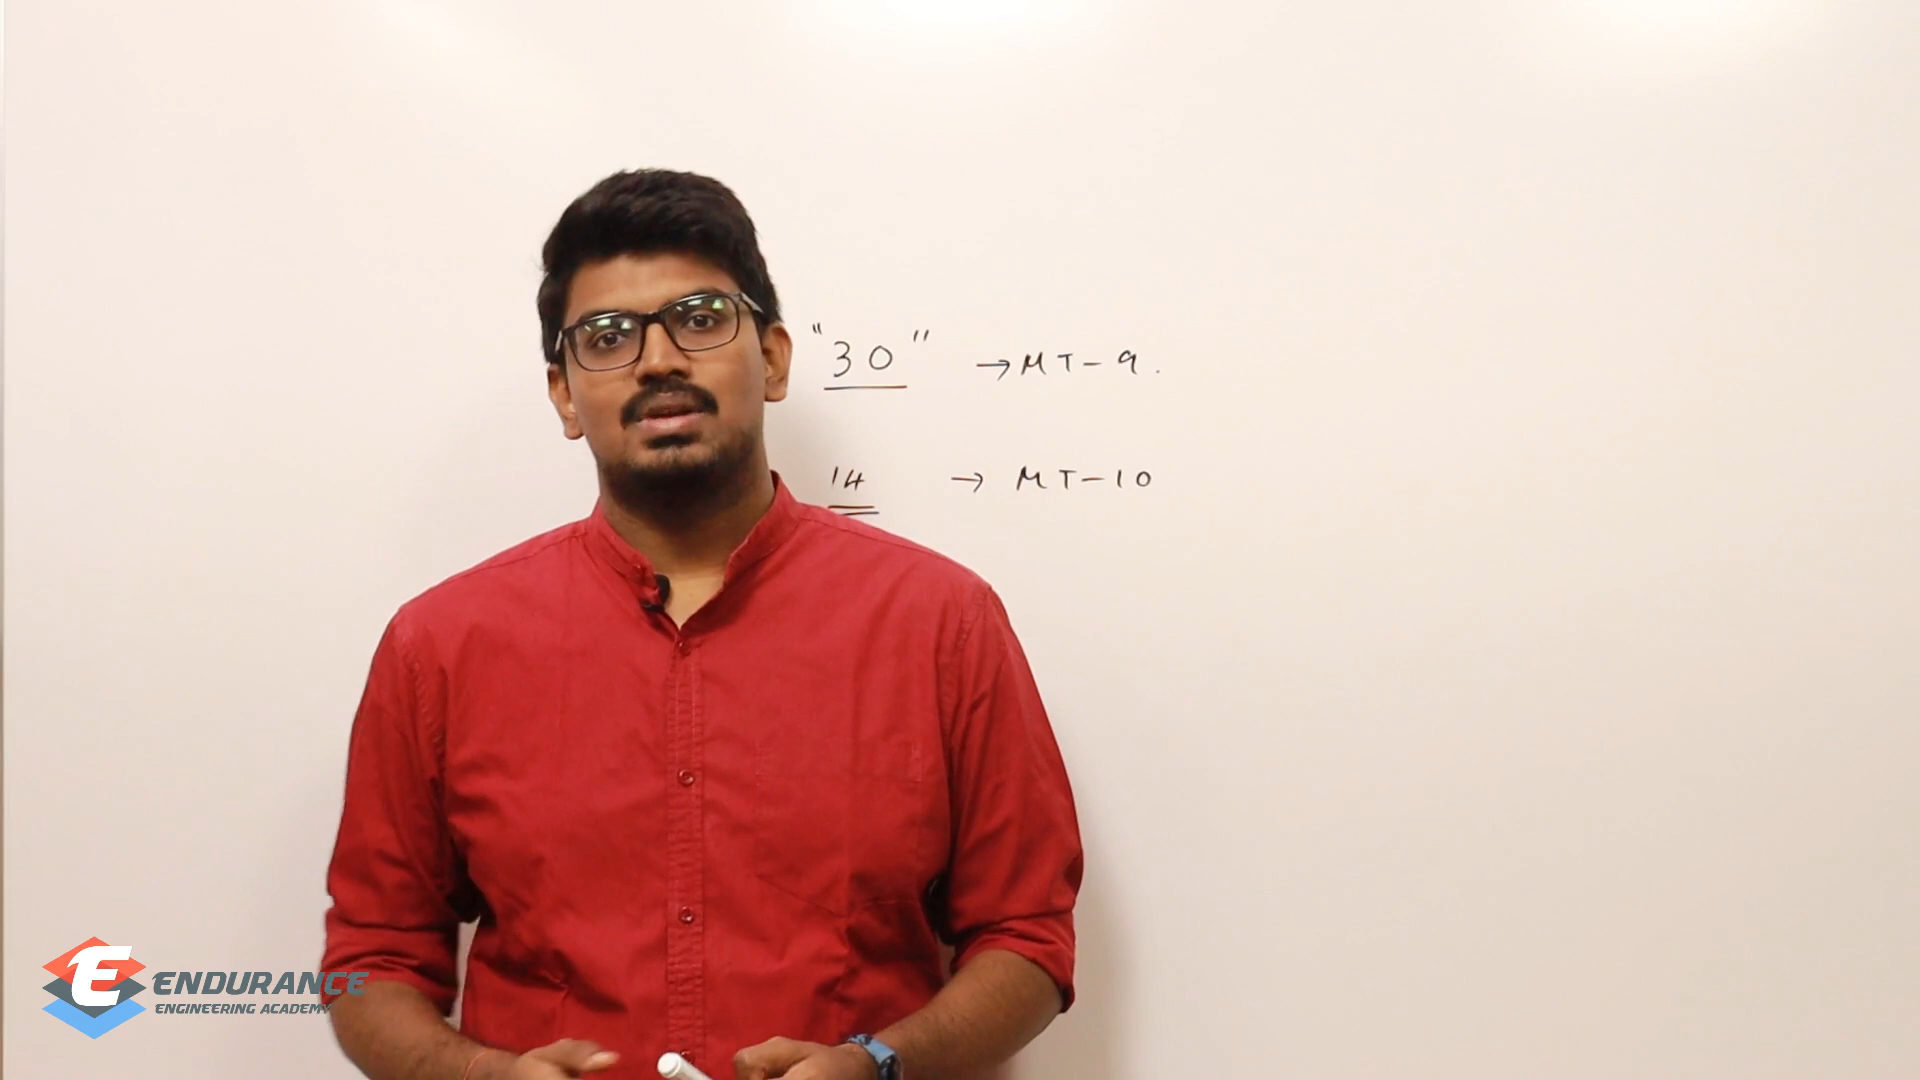 "30" → MT-9.
14 → MT-10
ENDURANCE
ENGINEERING ACADEMY